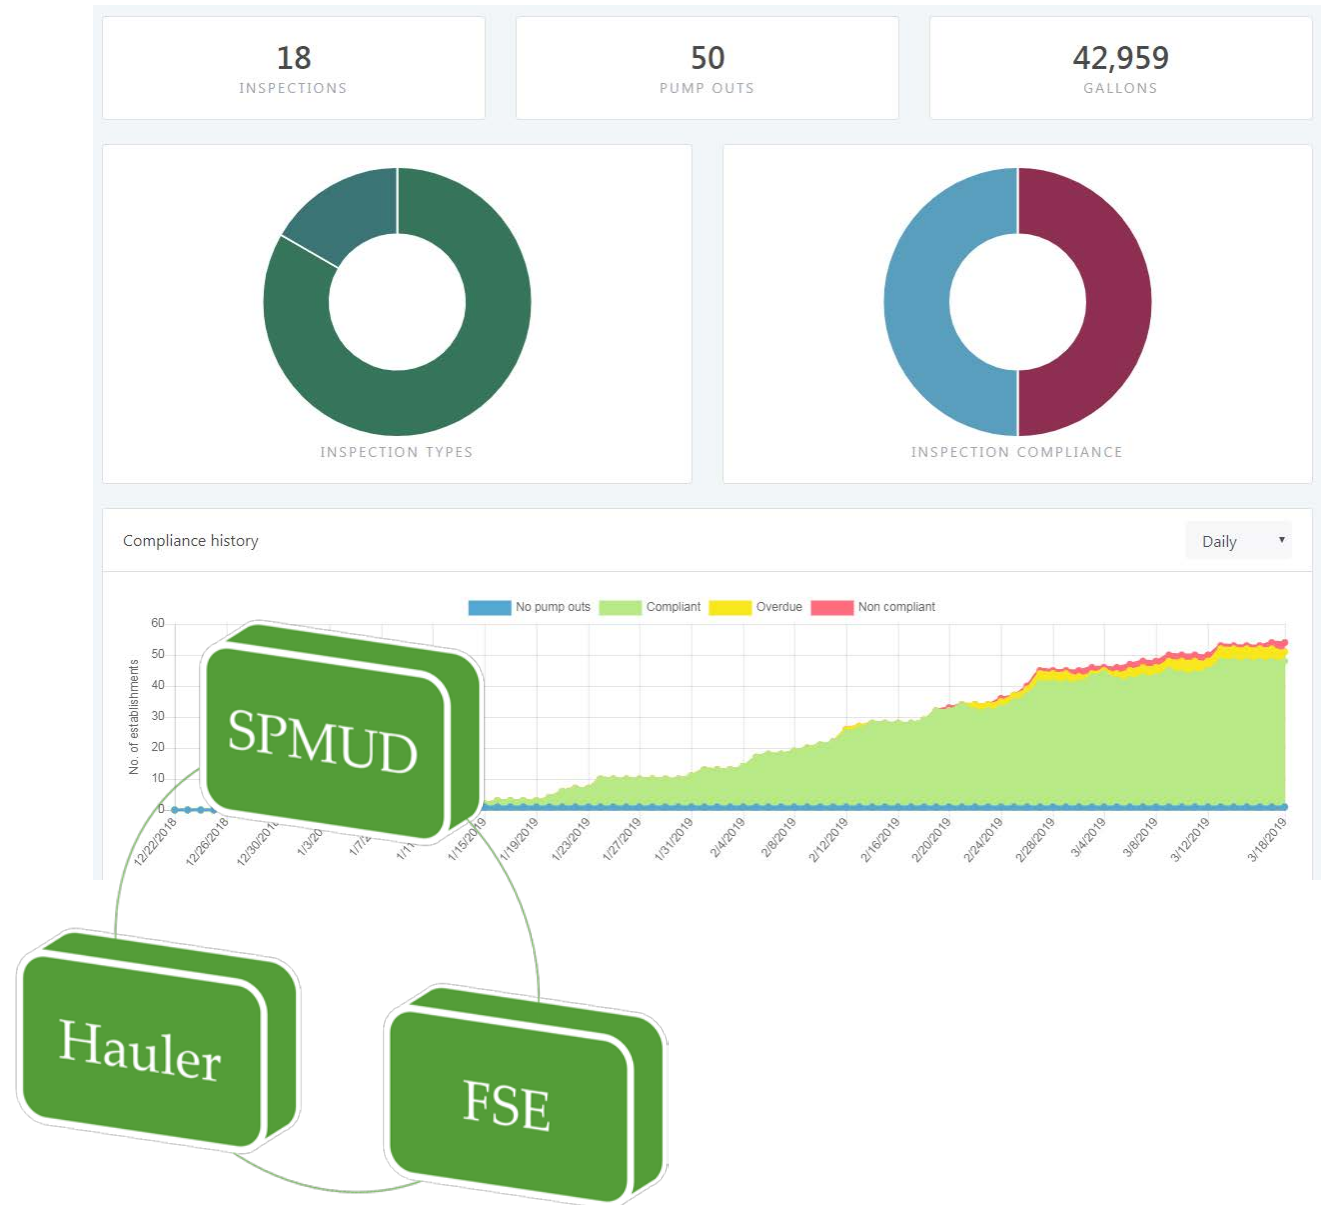 18
INSPECTIONS
50
PUMP OUTS
42,959
GALLONS
INSPECTION TYPES
INSPECTION COMPLIANCE
Compliance history
Daily
No pump outs Compliant Overdue Non compliant
No. of establishments
60
50
40
30
20
10
0
12/22/2018 12/26/2018 1/15/2019 1/19/2019 1/23/2019 1/27/2019 1/31/2019 2/4/2019 2/8/2019 2/12/2019 2/16/2019 2/20/2019 2/24/2019 2/28/2019 3/4/2019 3/8/2019 3/12/2019 3/18/2019
SPMUD
Hauler
FSE